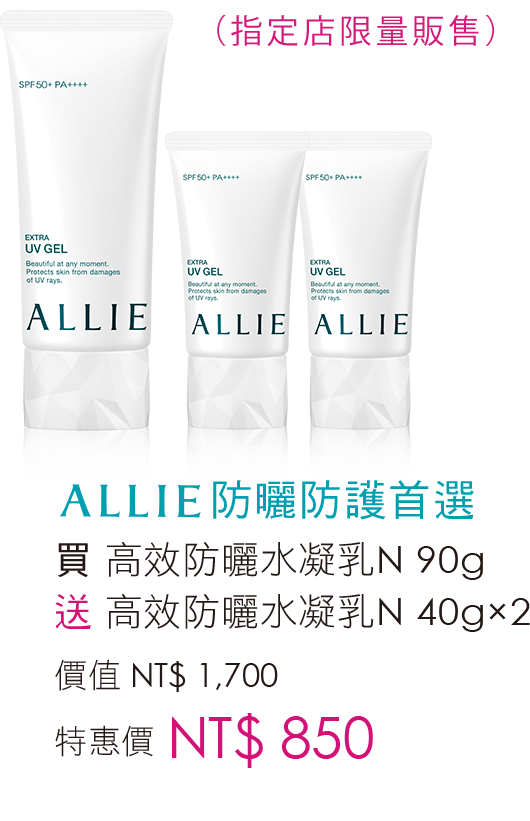 （指定店限量販售）
SPF50+ PA++++
EXTRA
UV GEL
Beautiful at any moment.
Protects skin from damages
of UV rays.
ALLIE
SPF50+ PA++++
EXTRA
UV GEL
Beautiful at any moment.
Protects skin from damages
of UV rays.
ALLIE
SPF50+ PA++++
EXTRA
UV GEL
Beautiful at any moment.
Protects skin from damages
of UV rays.
ALLIE
ALLIE防曬防護首選
買 高效防曬水凝乳N 90g
送 高效防曬水凝乳N 40g×2
價值 NT$ 1,700
特惠價 NT$ 850